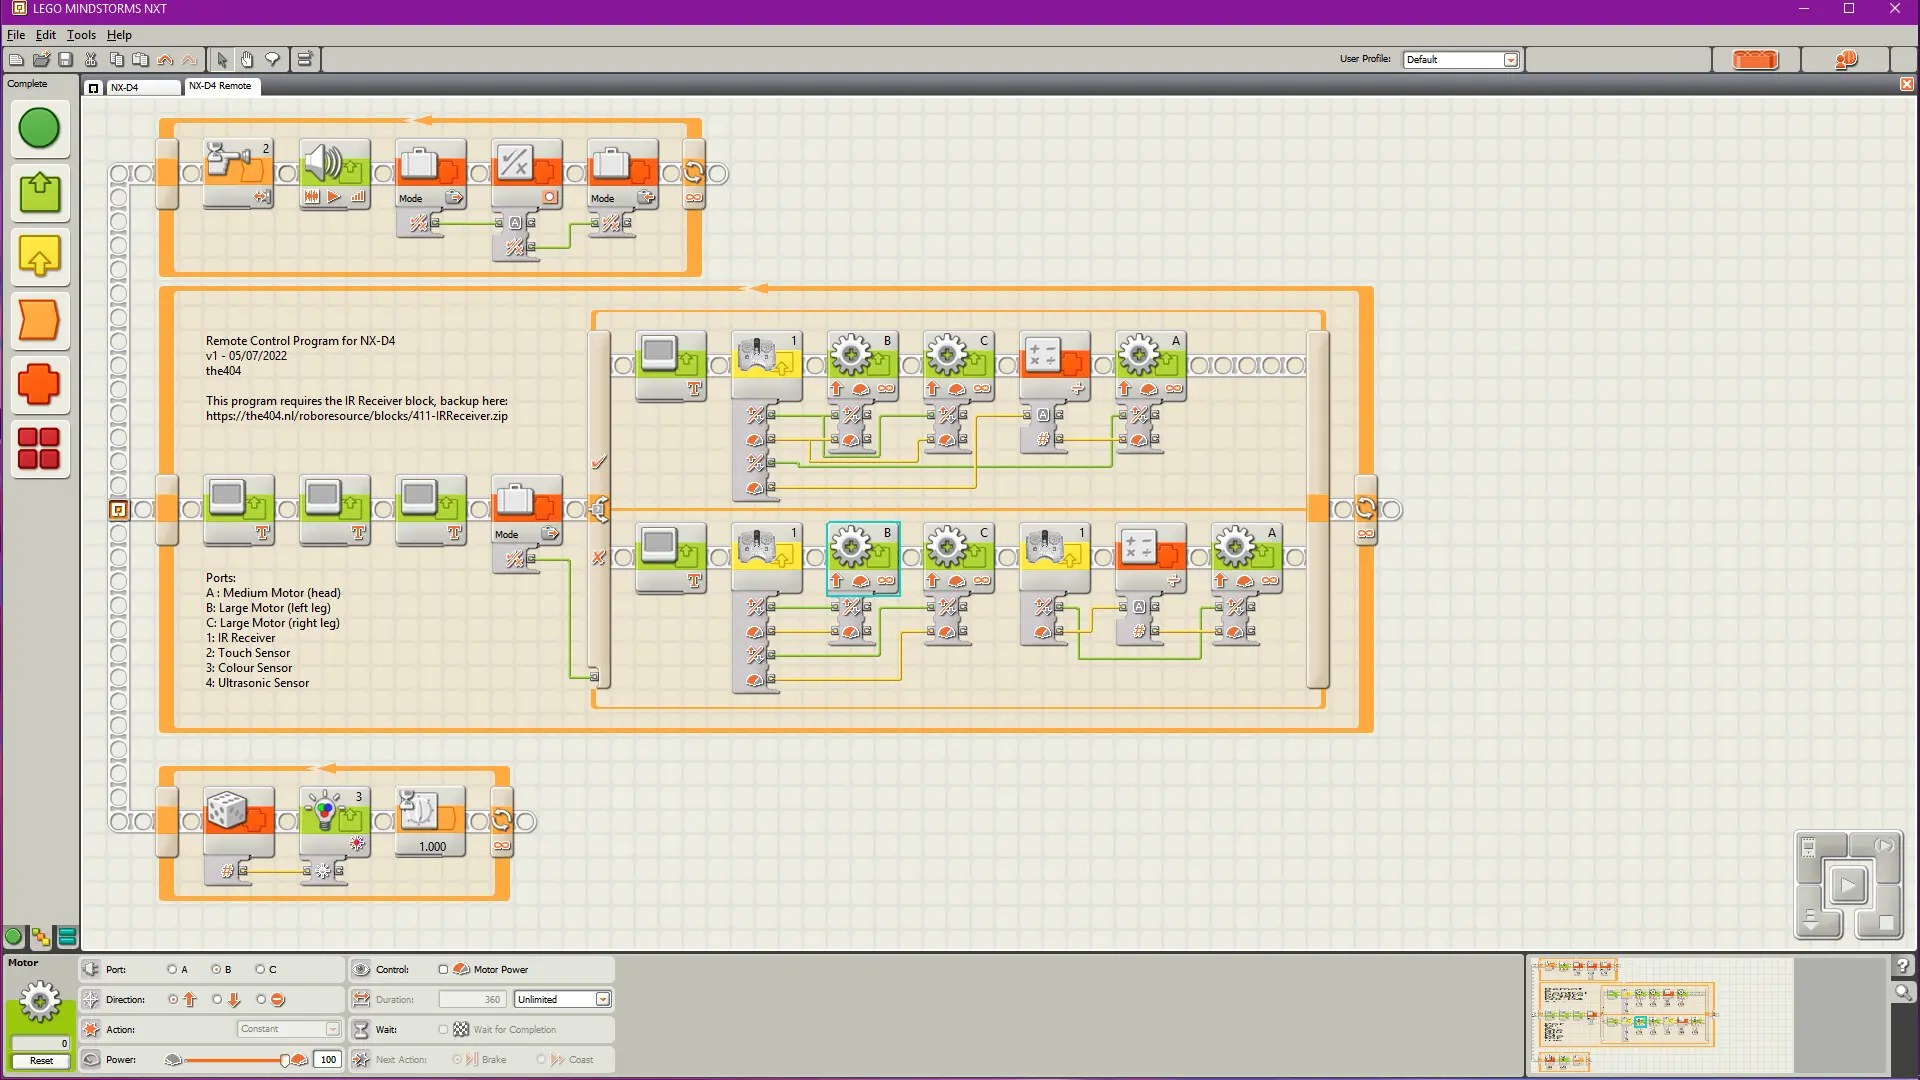 LEGO MINDSTORMS NXT
File Edit Tools Help
User Profile: Default
Complete
NX-D4
NX-D4 Remote
2
Mode
Mode
Remote Control Program for NX-D4
v1 - 05/07/2022
the404
This program requires the IR Receiver block, backup here:
https://the404.nl/roboresource/blocks/411-IRReceiver.zip
1 B C A
Mode
1 B C 1 A
Ports:
A : Medium Motor (head)
B: Large Motor (left leg)
C: Large Motor (right leg)
1: IR Receiver
2: Touch Sensor
3: Colour Sensor
4: Ultrasonic Sensor
3
1.000
Motor
Port: A B C
Control: Motor Power
Direction:
Duration: 360 Unlimited
Action: Constant
Wait: Wait for Completion
0
Reset
Power: 100
Next Action: Brake Coast